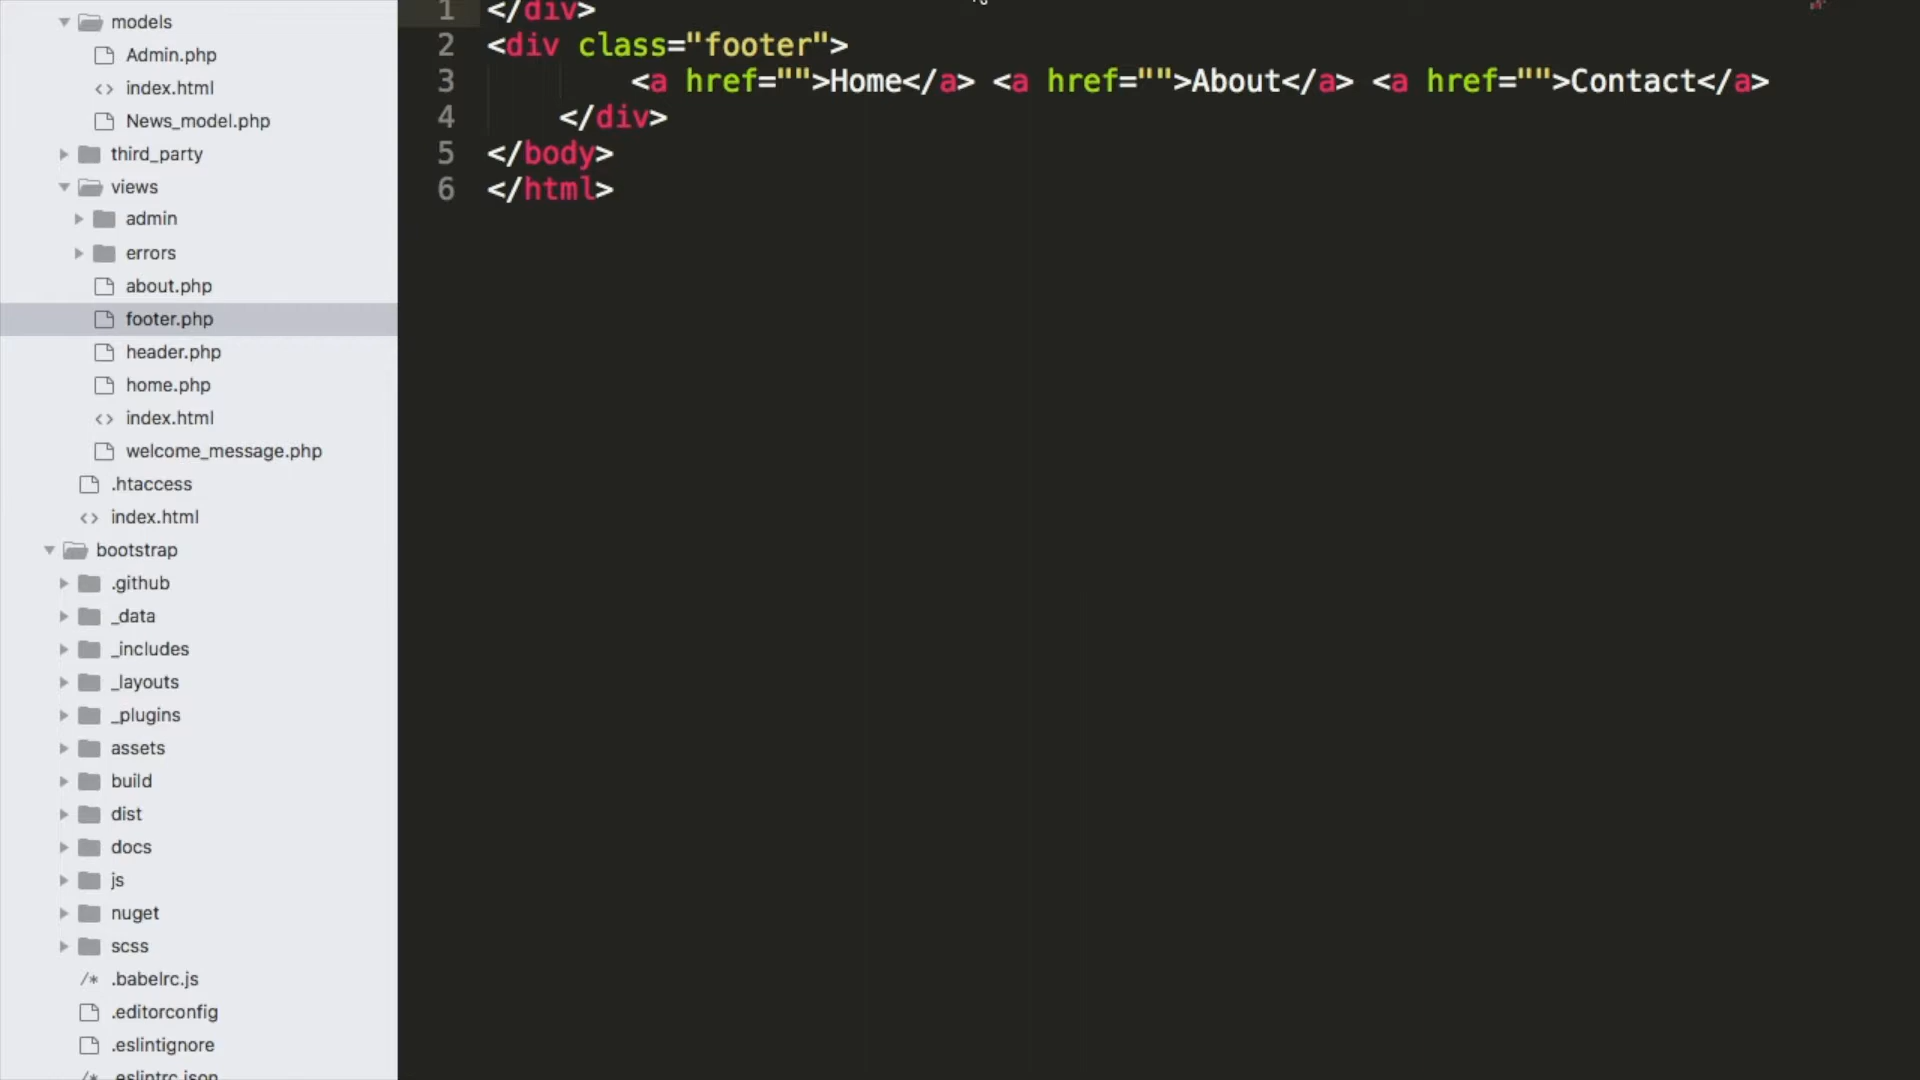 models
Admin.php
<> index.html
News_model.php
third_party
views
admin
errors
about.php
footer.php
header.php
home.php
<> index.html
welcome_message.php
.htaccess
<> index.html
bootstrap
.github
_data
_includes
_layouts
_plugins
assets
build
dist
docs
js
nuget
scss
/* .babelrc.js
.editorconfig
.eslintignore
/* .eslintrc.json
1 </div>
2 <div class="footer">
3 <a href="">Home</a> <a href="">About</a> <a href="">Contact</a>
4 </div>
5 </body>
6 </html>